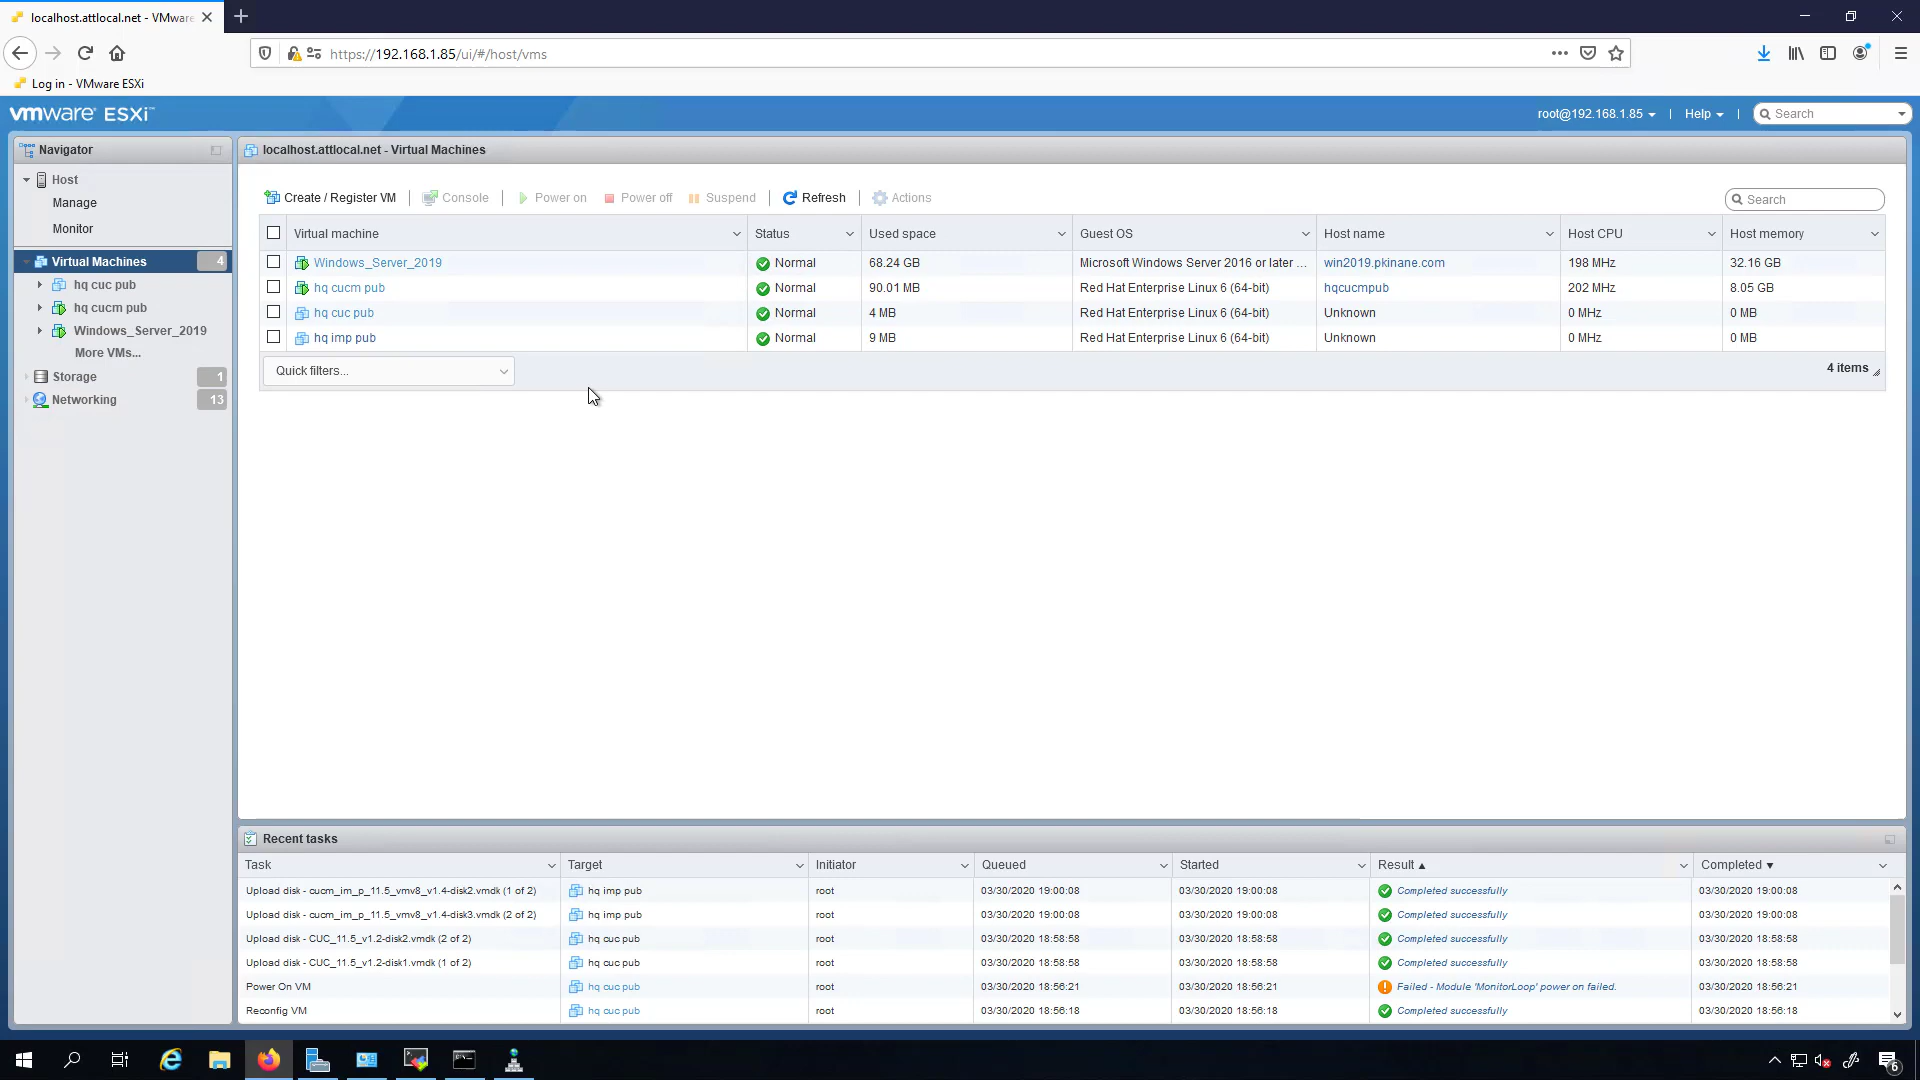 localhost.attlocal.net - VMware
https://192.168.1.85/ui/#/host/vms
Log in - VMware ESXi
vmware ESXi
root@192.168.1.85 | Help | Search
Navigator
Host
Manage
Monitor
Virtual Machines 4
hq cuc pub
hq cucm pub
Windows_Server_2019
More VMs...
Storage 1
Networking 13
localhost.attlocal.net - Virtual Machines
Create / Register VM | Console | Power on Power off Suspend | Refresh | Actions
Search
Virtual machine Status Used space Guest OS Host name Host CPU Host memory
Windows_Server_2019 Normal 68.24 GB Microsoft Windows Server 2016 or later ... win2019.pkinane.com 198 MHz 32.16 GB
hq cucm pub Normal 90.01 MB Red Hat Enterprise Linux 6 (64-bit) hqcucmpub 202 MHz 8.05 GB
hq cuc pub Normal 4 MB Red Hat Enterprise Linux 6 (64-bit) Unknown 0 MHz 0 MB
hq imp pub Normal 9 MB Red Hat Enterprise Linux 6 (64-bit) Unknown 0 MHz 0 MB
Quick filters...
4 items
Recent tasks
Task Target Initiator Queued Started Result Completed
Upload disk - cucm_im_p_11.5_vmv8_v1.4-disk2.vmdk (1 of 2) hq imp pub root 03/30/2020 19:00:08 03/30/2020 19:00:08 Completed successfully 03/30/2020 19:00:08
Upload disk - cucm_im_p_11.5_vmv8_v1.4-disk3.vmdk (2 of 2) hq imp pub root 03/30/2020 19:00:08 03/30/2020 19:00:08 Completed successfully 03/30/2020 19:00:08
Upload disk - CUC_11.5_v1.2-disk2.vmdk (2 of 2) hq cuc pub root 03/30/2020 18:58:58 03/30/2020 18:58:58 Completed successfully 03/30/2020 18:58:58
Upload disk - CUC_11.5_v1.2-disk1.vmdk (1 of 2) hq cuc pub root 03/30/2020 18:58:58 03/30/2020 18:58:58 Completed successfully 03/30/2020 18:58:58
Power On VM hq cuc pub root 03/30/2020 18:56:21 03/30/2020 18:56:21 Failed - Module 'MonitorLoop' power on failed. 03/30/2020 18:56:21
Reconfig VM hq cuc pub root 03/30/2020 18:56:18 03/30/2020 18:56:18 Completed successfully 03/30/2020 18:56:18
6